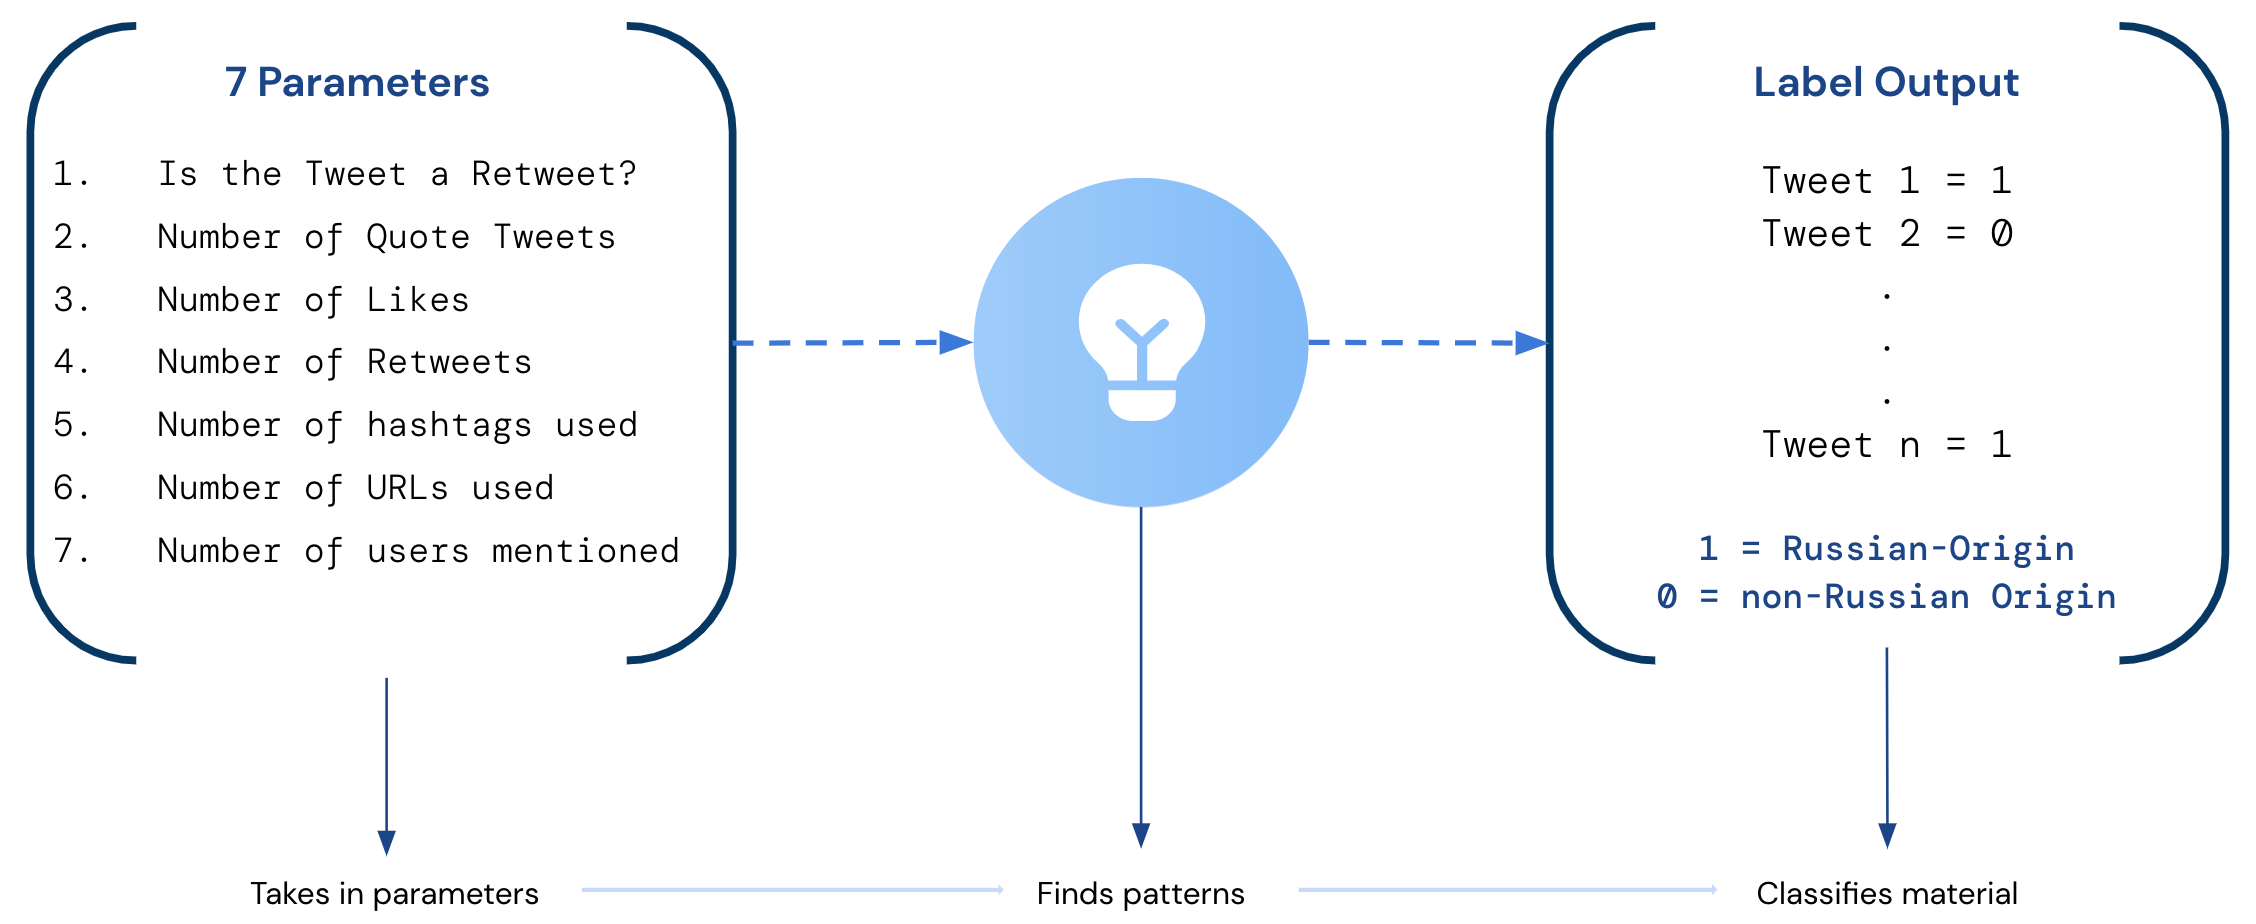 7 Parameters
1. Is the Tweet a Retweet?
2. Number of Quote Tweets
3. Number of Likes
4. Number of Retweets
5. Number of hashtags used
6. Number of URLs used
7. Number of users mentioned
Label Output
Tweet 1 = 1
Tweet 2 = 0
.
.
.
Tweet n = 1
1 = Russian-Origin
0 = non-Russian Origin
Takes in parameters
Finds patterns
Classifies material